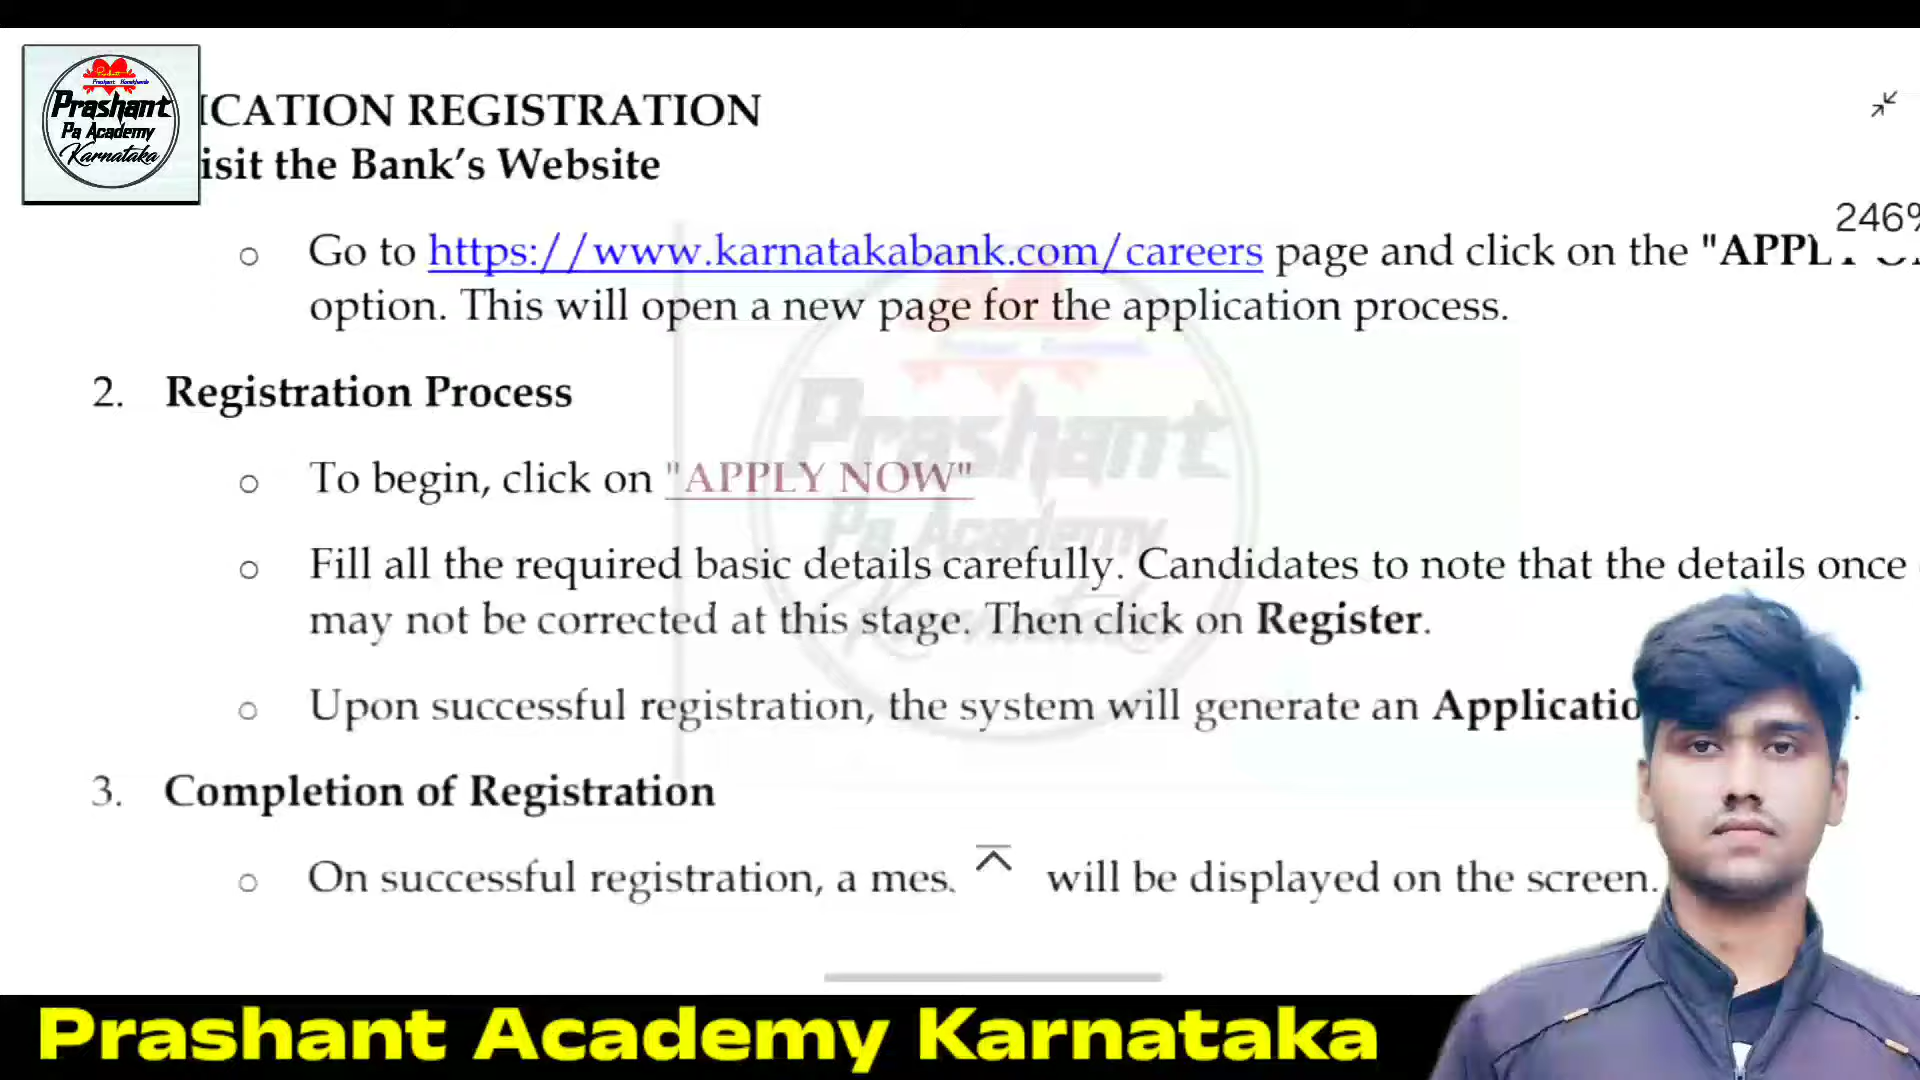 Prashant
Pa Academy
Karnataka
ICATION REGISTRATION
isit the Bank's Website
246%
○ Go to https://www.karnatakabank.com/careers page and click on the "APPL
option. This will open a new page for the application process.
2. Registration Process
○ To begin, click on "APPLY NOW"
○ Fill all the required basic details carefully. Candidates to note that the details once
may not be corrected at this stage. Then click on Register.
○ Upon successful registration, the system will generate an Applicatio
3. Completion of Registration
○ On successful registration, a mes. will be displayed on the screen.
Prashant
Pa Academy
Karnataka
Prashant Academy Karnataka